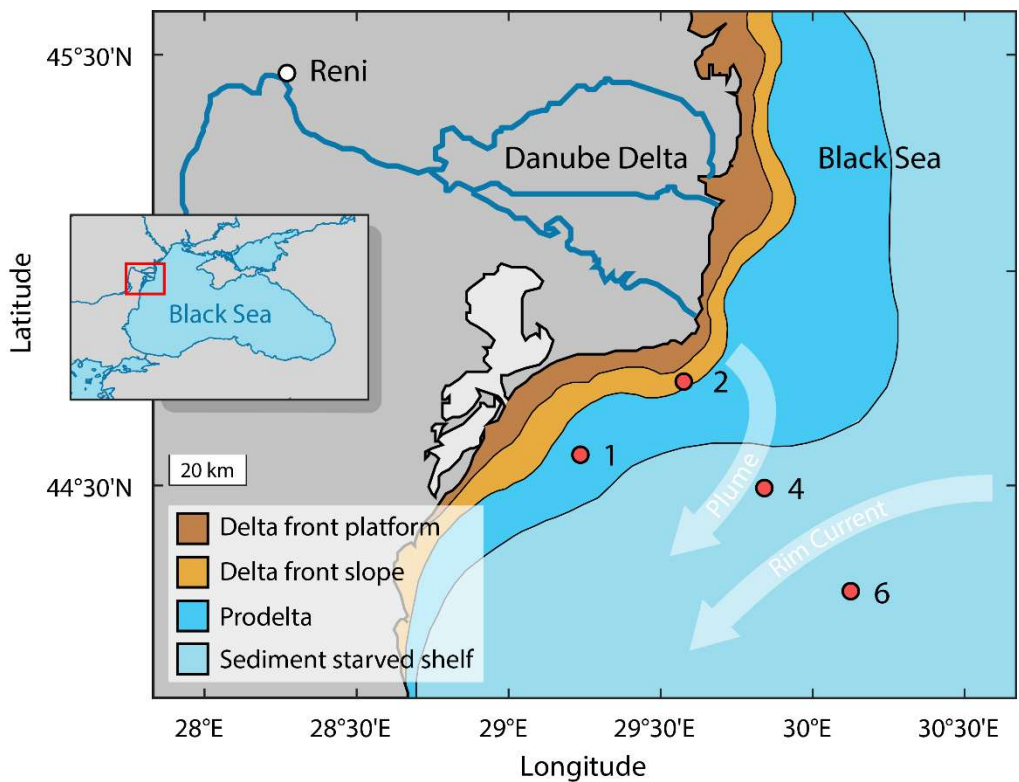 45°30'N
Reni
Danube Delta
Black Sea
Black Sea
Latitude
2
1
4
Plume
20 km
44°30'N
Rim Current
6
Delta front platform
Delta front slope
Prodelta
Sediment starved shelf
28°E
28°30'E
29°E
29°30'E
30°E
30°30'E
Longitude